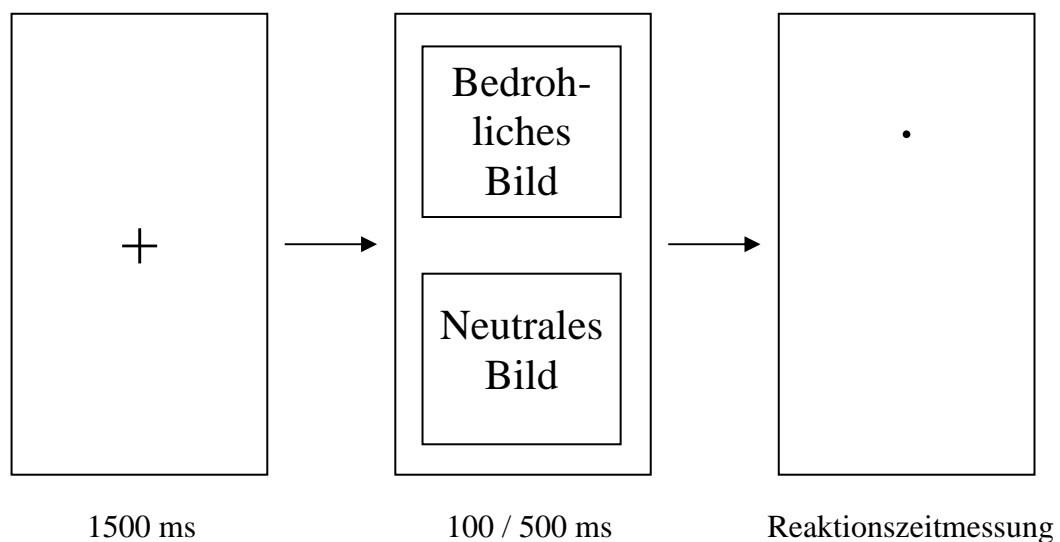 Bedroh-
liches
Bild
Neutrales
Bild
1500 ms
100 / 500 ms
Reaktionszeitmessung